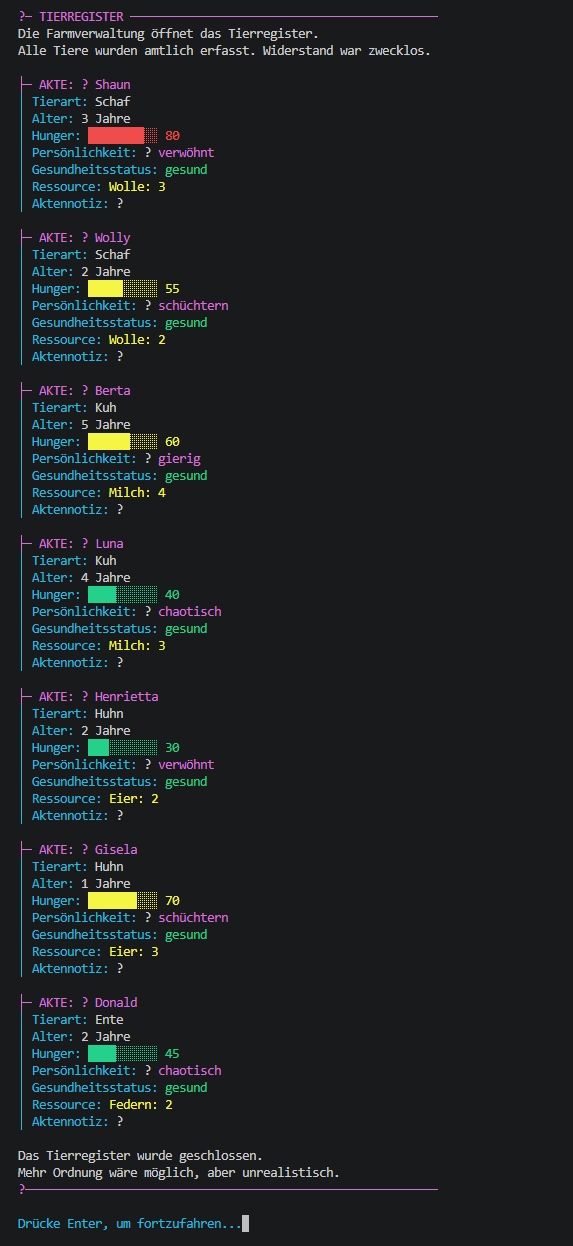 ?─ TIERREGISTER ────────────────────────────────────────────
Die Farmverwaltung öffnet das Tierregister.
Alle Tiere wurden amtlich erfasst. Widerstand war zwecklos.
├─ AKTE: ? Shaun
│ Tierart: Schaf
│ Alter: 3 Jahre
│ Hunger: ████████░░ 80
│ Persönlichkeit: ? verwöhnt
│ Gesundheitsstatus: gesund
│ Ressource: Wolle: 3
│ Aktennotiz: ?
├─ AKTE: ? Wolly
│ Tierart: Schaf
│ Alter: 2 Jahre
│ Hunger: █████░░░░░ 55
│ Persönlichkeit: ? schüchtern
│ Gesundheitsstatus: gesund
│ Ressource: Wolle: 2
│ Aktennotiz: ?
├─ AKTE: ? Berta
│ Tierart: Kuh
│ Alter: 5 Jahre
│ Hunger: ██████░░░░ 60
│ Persönlichkeit: ? gierig
│ Gesundheitsstatus: gesund
│ Ressource: Milch: 4
│ Aktennotiz: ?
├─ AKTE: ? Luna
│ Tierart: Kuh
│ Alter: 4 Jahre
│ Hunger: ████░░░░░░ 40
│ Persönlichkeit: ? chaotisch
│ Gesundheitsstatus: gesund
│ Ressource: Milch: 3
│ Aktennotiz: ?
├─ AKTE: ? Henrietta
│ Tierart: Huhn
│ Alter: 2 Jahre
│ Hunger: ███░░░░░░░ 30
│ Persönlichkeit: ? verwöhnt
│ Gesundheitsstatus: gesund
│ Ressource: Eier: 2
│ Aktennotiz: ?
├─ AKTE: ? Gisela
│ Tierart: Huhn
│ Alter: 1 Jahre
│ Hunger: ███████░░░ 70
│ Persönlichkeit: ? schüchtern
│ Gesundheitsstatus: gesund
│ Ressource: Eier: 3
│ Aktennotiz: ?
├─ AKTE: ? Donald
│ Tierart: Ente
│ Alter: 2 Jahre
│ Hunger: ████░░░░░░ 45
│ Persönlichkeit: ? chaotisch
│ Gesundheitsstatus: gesund
│ Ressource: Federn: 2
│ Aktennotiz: ?
Das Tierregister wurde geschlossen.
Mehr Ordnung wäre möglich, aber unrealistisch.
?───────────────────────────────────────────────────────────
Drücke Enter, um fortzufahren...